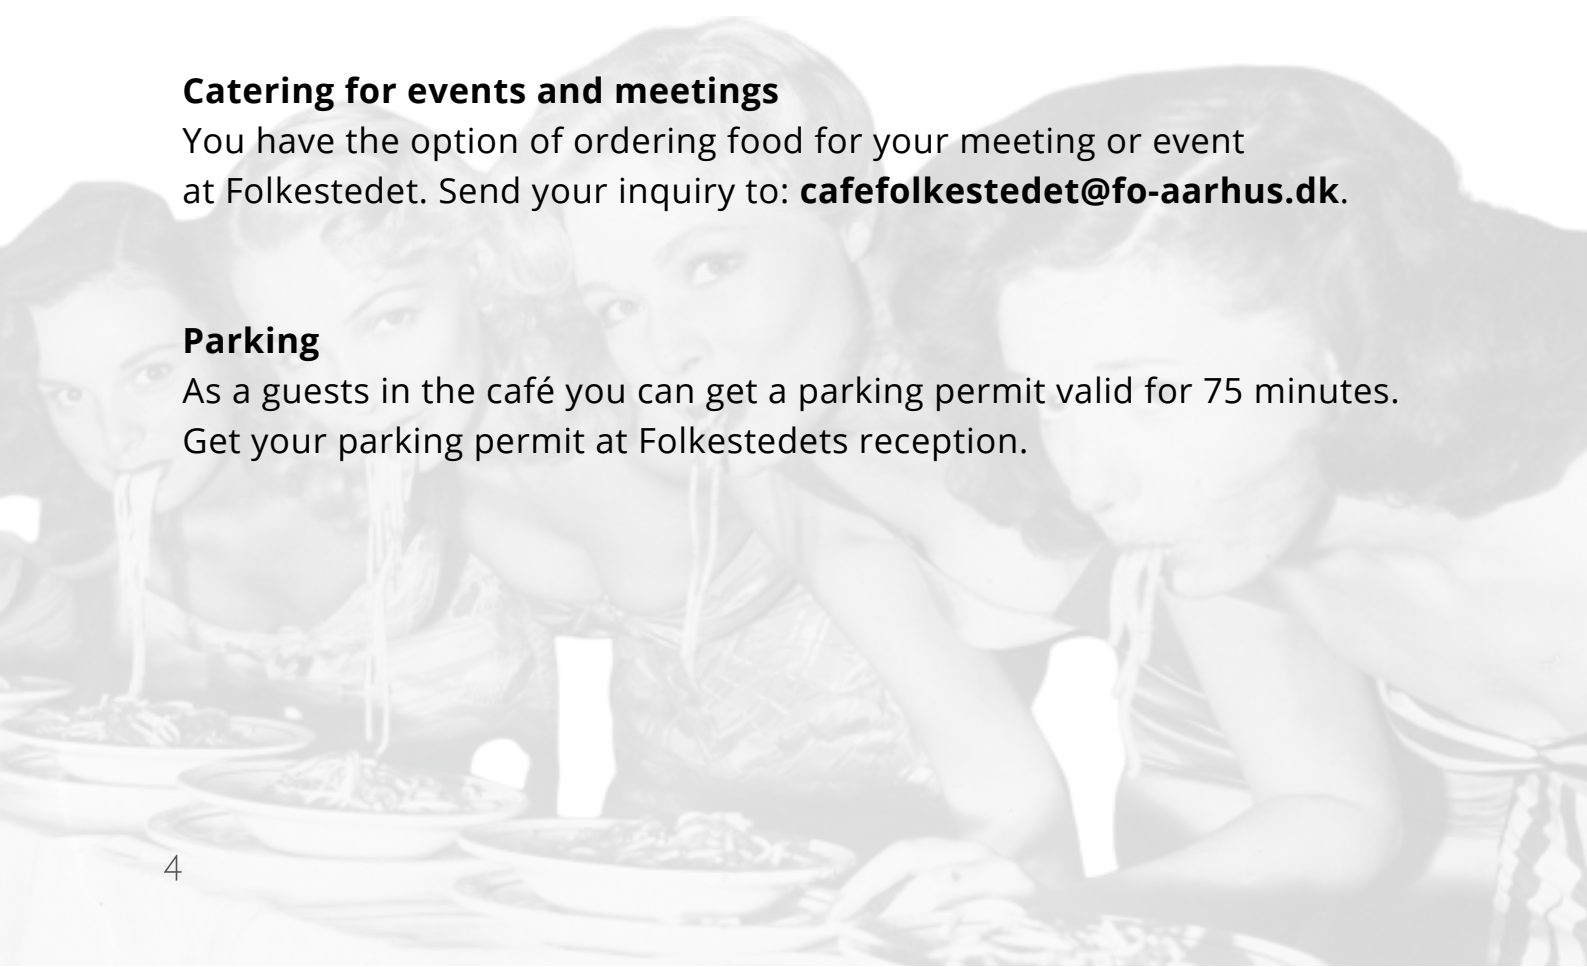 Catering for events and meetings
You have the option of ordering food for your meeting or event
at Folkestedet. Send your inquiry to: cafefolkestedet@fo-aarhus.dk.
Parking
As a guests in the café you can get a parking permit valid for 75 minutes.
Get your parking permit at Folkestedets reception.
4